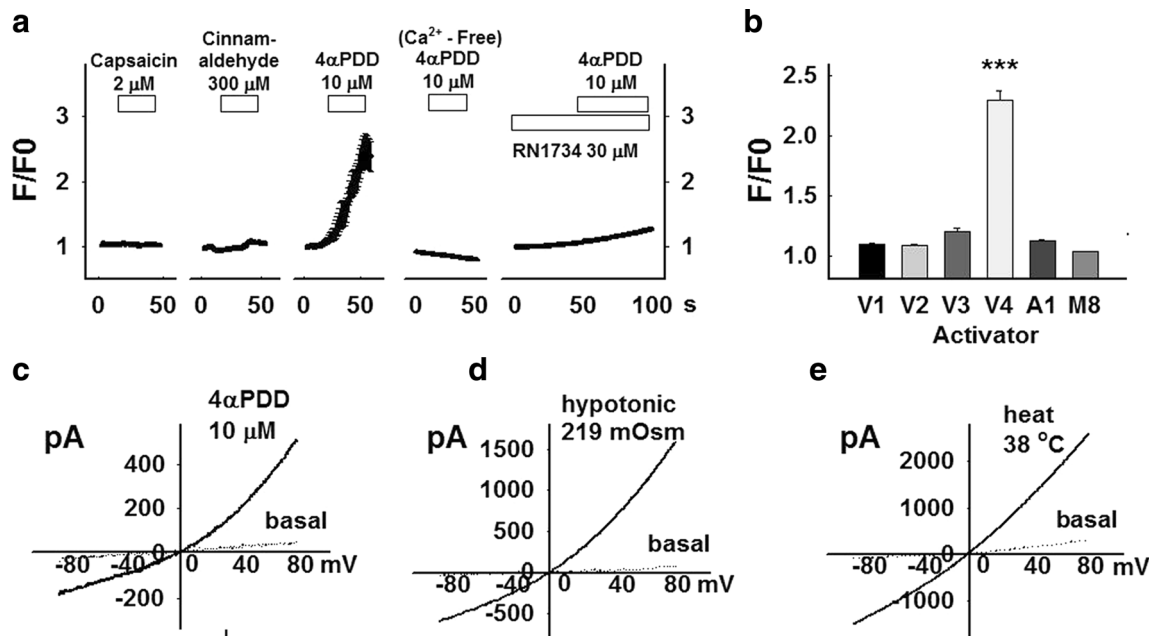 a
Capsaicin
2 μM
Cinnam-
aldehyde
300 μM
4αPDD
10 μM
(Ca²⁺ - Free)
4αPDD
10 μM
4αPDD
10 μM
RN1734 30 μM
F/F0
3
2
1
3
2
1
0 50 0 50 0 50 0 50 0 50 100 s
b
F/F0
2.5
2.0
1.5
1.0
***
V1 V2 V3 V4 A1 M8
Activator
c
4αPDD
10 μM
pA
400
200
0
-200
basal
-80 -40 0 40 80 mV
d
hypotonic
219 mOsm
pA
1500
1000
500
0
-500
basal
-80 -40 0 40 80 mV
e
heat
38 °C
pA
2000
1000
0
-1000
basal
-80 -40 0 40 80 mV